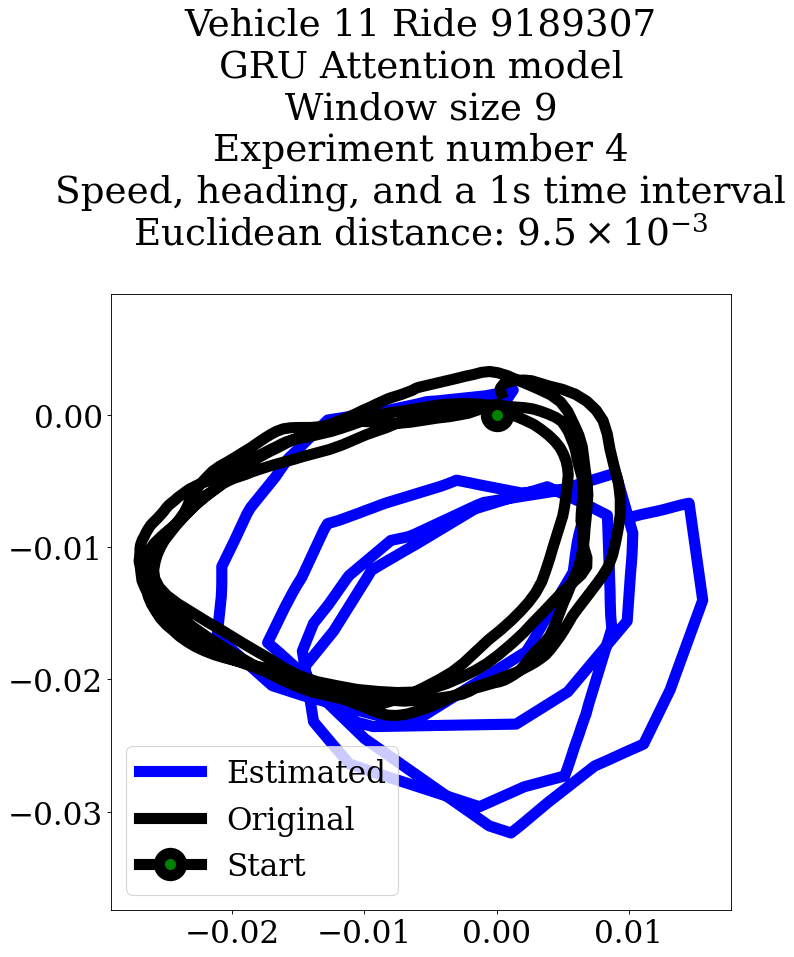 Vehicle 11 Ride 9189307
GRU Attention model
Window size 9
Experiment number 4
Speed, heading, and a 1s time interval
Euclidean distance: 9.5 × 10⁻³
0.00
−0.01
−0.02
−0.03
Estimated
Original
Start
−0.02 −0.01 0.00 0.01